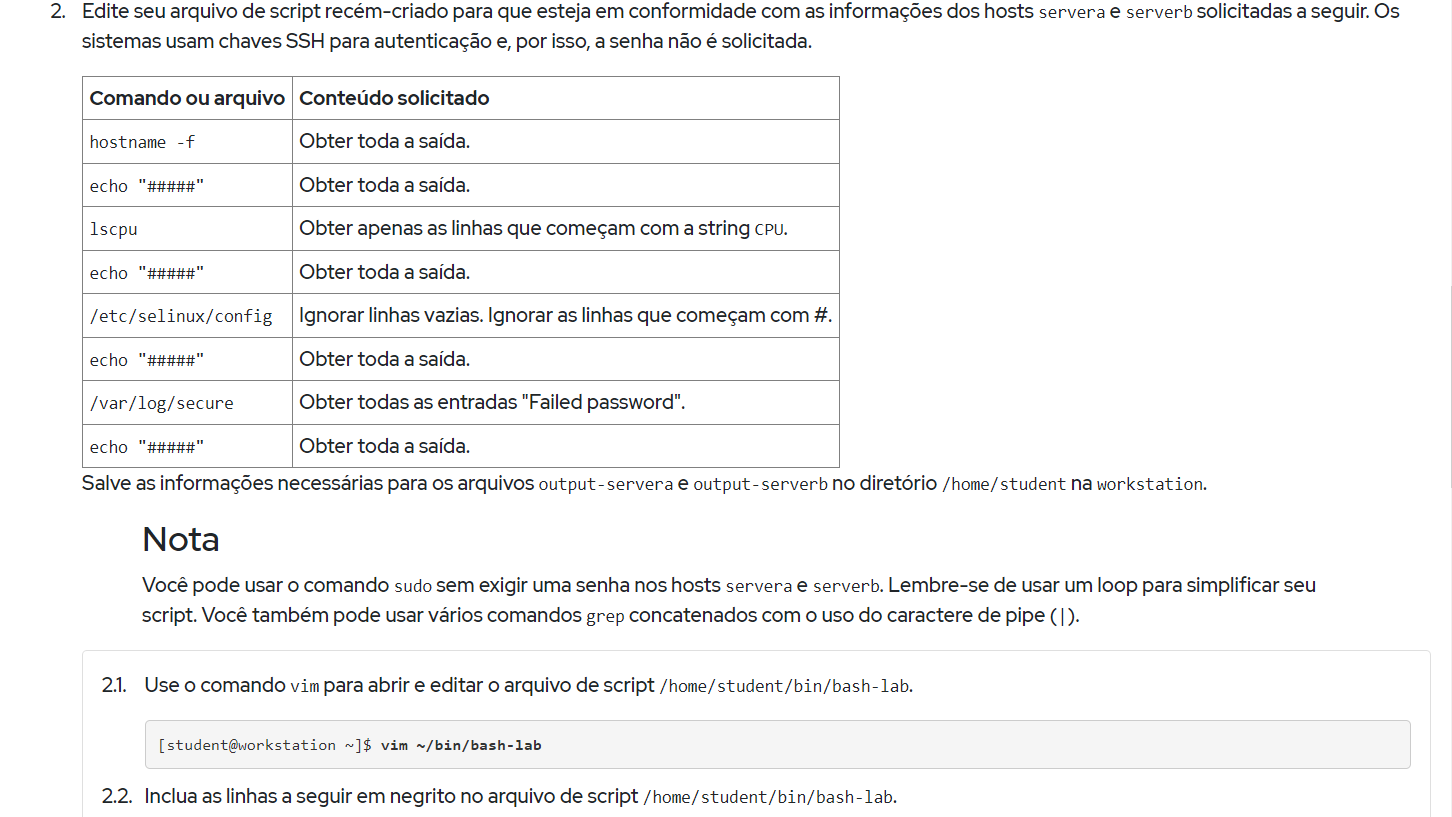 2. Edite seu arquivo de script recém-criado para que esteja em conformidade com as informações dos hosts servera e serverb solicitadas a seguir. Os
sistemas usam chaves SSH para autenticação e, por isso, a senha não é solicitada.
Comando ou arquivo Conteúdo solicitado
hostname -f Obter toda a saída.
echo "#####" Obter toda a saída.
lscpu Obter apenas as linhas que começam com a string CPU.
echo "#####" Obter toda a saída.
/etc/selinux/config Ignorar linhas vazias. Ignorar as linhas que começam com #.
echo "#####" Obter toda a saída.
/var/log/secure Obter todas as entradas "Failed password".
echo "#####" Obter toda a saída.
Salve as informações necessárias para os arquivos output-servera e output-serverb no diretório /home/student na workstation.
Nota
Você pode usar o comando sudo sem exigir uma senha nos hosts servera e serverb. Lembre-se de usar um loop para simplificar seu
script. Você também pode usar vários comandos grep concatenados com o uso do caractere de pipe (|).
2.1. Use o comando vim para abrir e editar o arquivo de script /home/student/bin/bash-lab.
[student@workstation ~]$ vim ~/bin/bash-lab
2.2. Inclua as linhas a seguir em negrito no arquivo de script /home/student/bin/bash-lab.